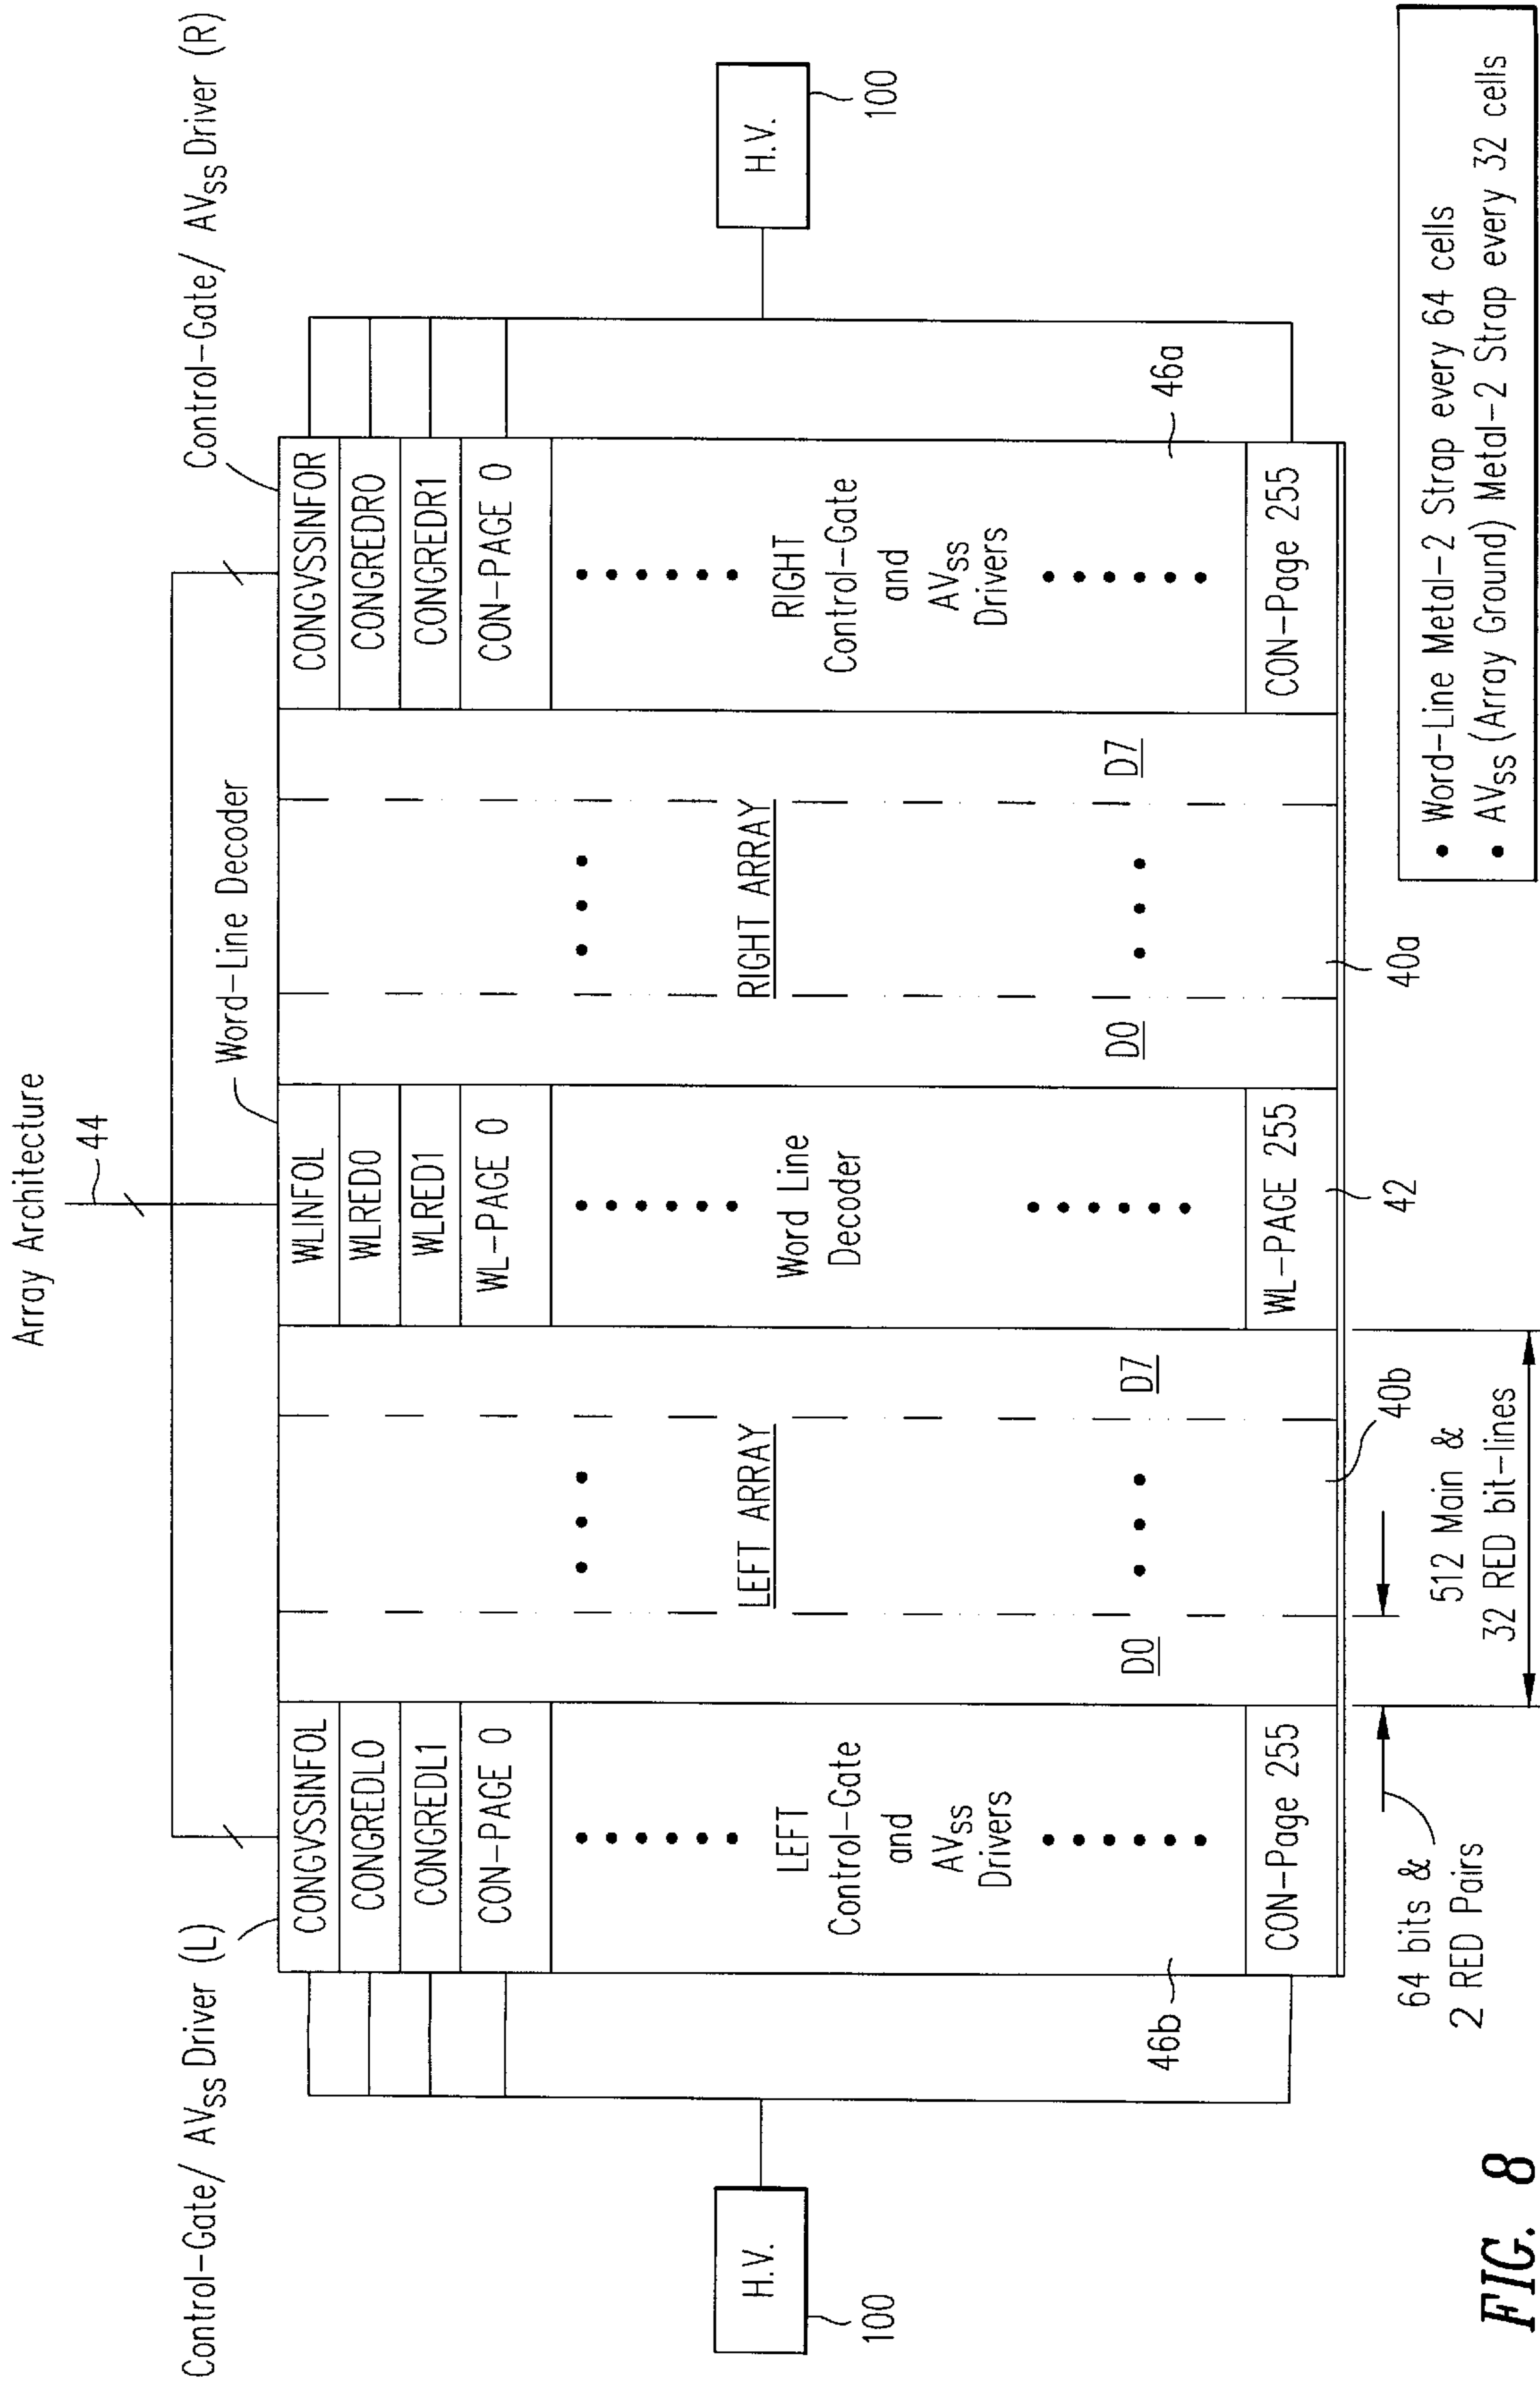 Array Architecture
44
Control-Gate/ AVSS Driver (L)
Word-Line Decoder
Control-Gate/ AVSS Driver (R)
CONGVSSINFOL
CONGREDL0
CONGREDL1
CON-PAGE 0
LEFT
Control-Gate
and
AVSS
Drivers
CON-Page 255
46b
H.V.
100
LEFT ARRAY
D0
D7
40b
WLINFOL
WLRED0
WLRED1
WL-PAGE 0
Word Line
Decoder
WL-PAGE 255
42
RIGHT ARRAY
D0
D7
40a
CONGVSSINFOR
CONGREDR0
CONGREDR1
CON-PAGE 0
RIGHT
Control-Gate
and
AVSS
Drivers
CON-Page 255
46a
H.V.
100
64 bits &
2 RED Pairs
512 Main &
32 RED bit-lines
• Word-Line Metal-2 Strap every 64 cells
• AVSS (Array Ground) Metal-2 Strap every 32 cells
FIG. 8